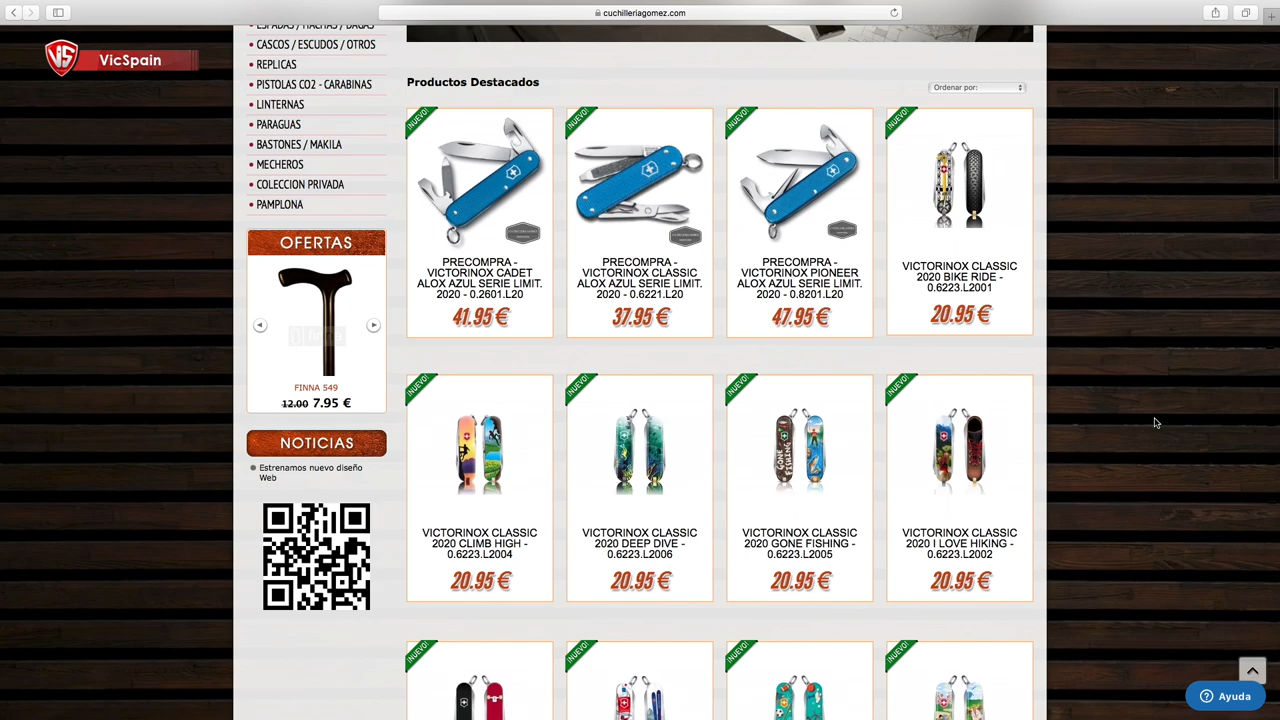 cuchilleriagomez.com
VS
VicSpain
ESPADAS / HACHAS / DAGAS
CASCOS / ESCUDOS / OTROS
REPLICAS
PISTOLAS CO2 - CARABINAS
LINTERNAS
PARAGUAS
BASTONES / MAKILA
MECHEROS
COLECCION PRIVADA
PAMPLONA
OFERTAS
FINNA 549
12.00 7.95 €
NOTICIAS
Estrenamos nuevo diseño
Web
Productos Destacados
Ordenar por:
¡NUEVO!
¡NUEVO!
¡NUEVO!
¡NUEVO!
PRECOMPRA -
VICTORINOX CADET
ALOX AZUL SERIE LIMIT.
2020 - 0.2601.L20
41.95 €
PRECOMPRA -
VICTORINOX CLASSIC
ALOX AZUL SERIE LIMIT.
2020 - 0.6221.L20
37.95 €
PRECOMPRA -
VICTORINOX PIONEER
ALOX AZUL SERIE LIMIT.
2020 - 0.8201.L20
47.95 €
VICTORINOX CLASSIC
2020 BIKE RIDE -
0.6223.L2001
20.95 €
¡NUEVO!
¡NUEVO!
¡NUEVO!
¡NUEVO!
GONE
FISHING
VICTORINOX CLASSIC
2020 CLIMB HIGH -
0.6223.L2004
20.95 €
VICTORINOX CLASSIC
2020 DEEP DIVE -
0.6223.L2006
20.95 €
VICTORINOX CLASSIC
2020 GONE FISHING -
0.6223.L2005
20.95 €
VICTORINOX CLASSIC
2020 I LOVE HIKING -
0.6223.L2002
20.95 €
¡NUEVO!
¡NUEVO!
¡NUEVO!
¡NUEVO!
Ayuda